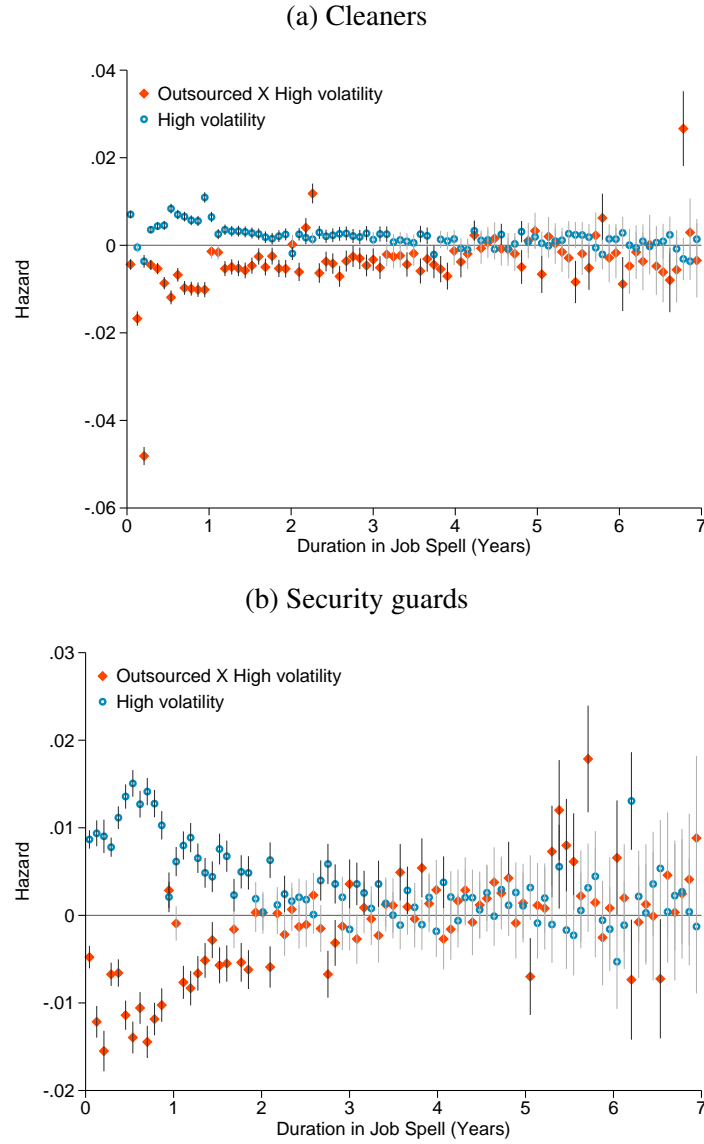 (a) Cleaners
.04
Outsourced X High volatility
High volatility
.02
0
-.02
-.04
-.06
Hazard
0 1 2 3 4 5 6 7
Duration in Job Spell (Years)
(b) Security guards
.03
Outsourced X High volatility
High volatility
.02
.01
0
-.01
-.02
Hazard
0 1 2 3 4 5 6 7
Duration in Job Spell (Years)